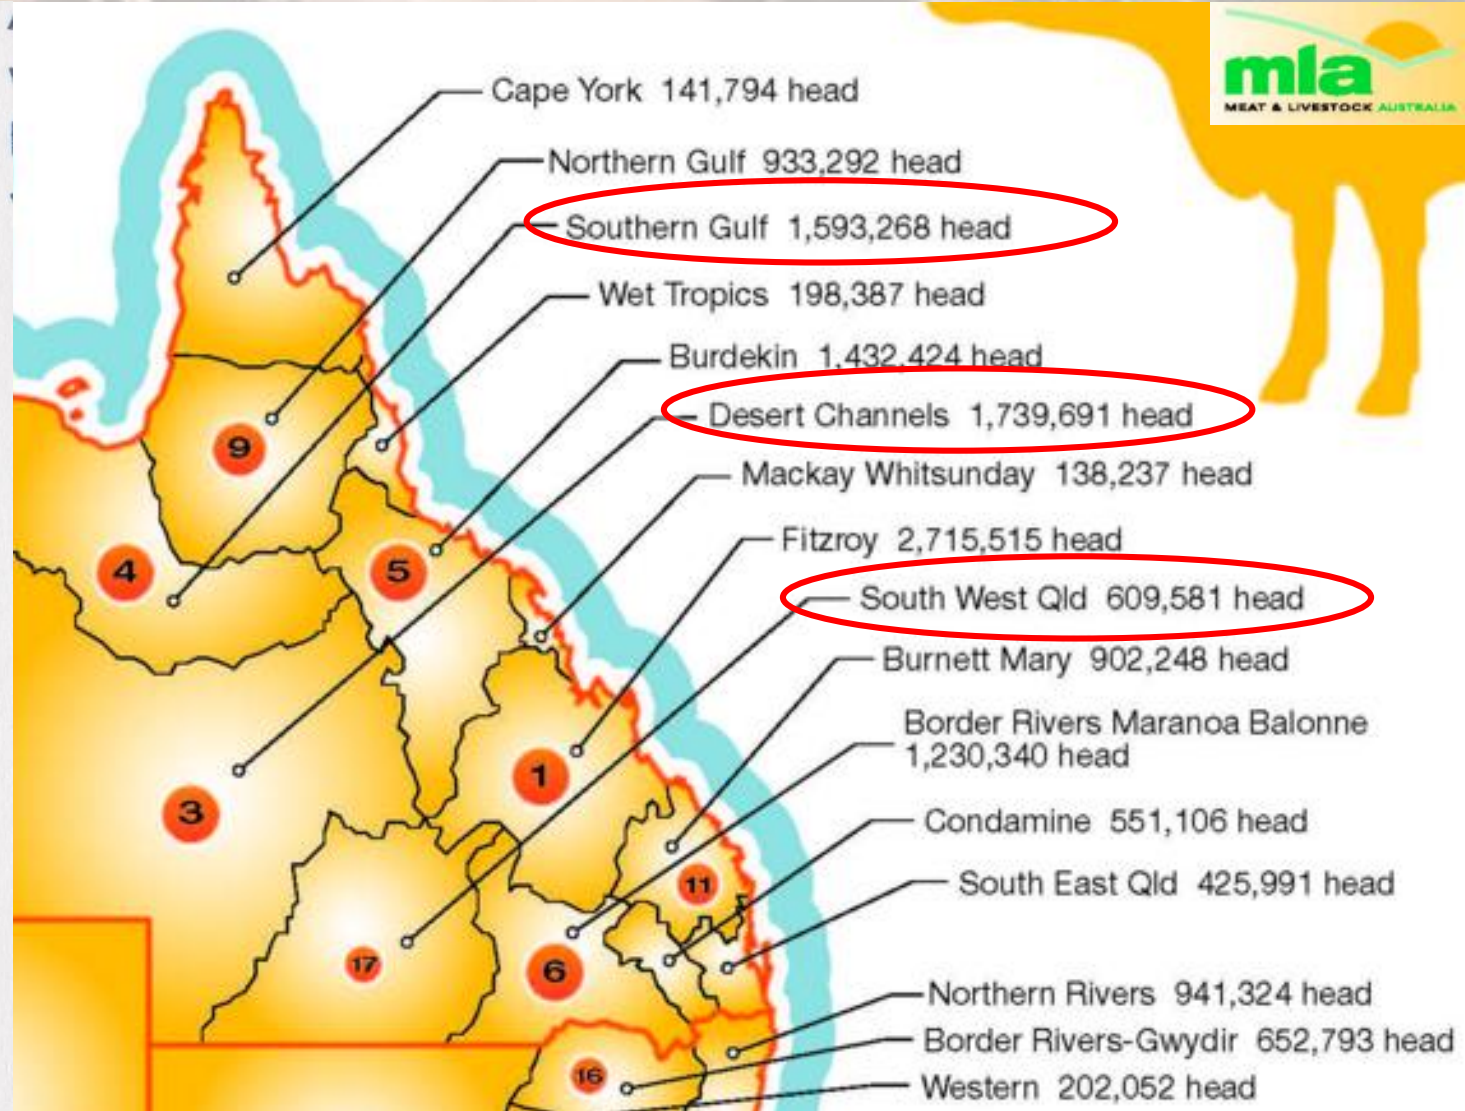 mla
MEAT & LIVESTOCK AUSTRALIA
Cape York 141,794 head
Northern Gulf 933,292 head
Southern Gulf 1,593,268 head
Wet Tropics 198,387 head
Burdekin 1,432,424 head
Desert Channels 1,739,691 head
Mackay Whitsunday 138,237 head
Fitzroy 2,715,515 head
South West Qld 609,581 head
Burnett Mary 902,248 head
Border Rivers Maranoa Balonne
1,230,340 head
Condamine 551,106 head
South East Qld 425,991 head
Northern Rivers 941,324 head
Border Rivers-Gwydir 652,793 head
Western 202,052 head
9
4
5
1
3
11
17
6
16